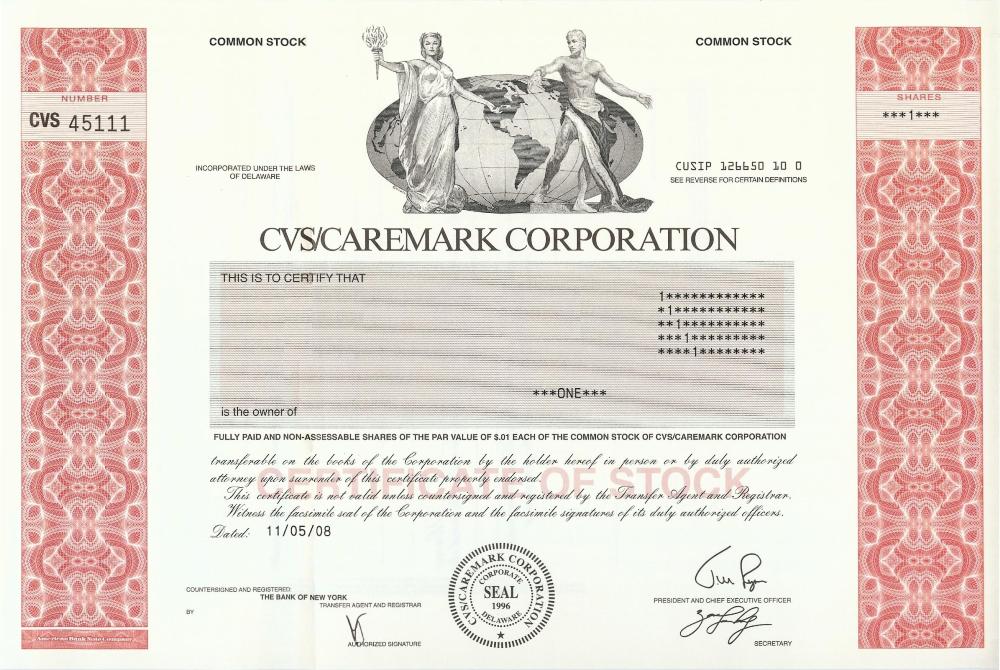 COMMON STOCK
COMMON STOCK
NUMBER
CVS 45111
SHARES
***1***
INCORPORATED UNDER THE LAWS
OF DELAWARE
CUSIP 126650 10 0
SEE REVERSE FOR CERTAIN DEFINITIONS
CVS/CAREMARK CORPORATION
THIS IS TO CERTIFY THAT
1************
*1***********
**1**********
***1*********
****1********
***ONE***
is the owner of
FULLY PAID AND NON-ASSESSABLE SHARES OF THE PAR VALUE OF $.01 EACH OF THE COMMON STOCK OF CVS/CAREMARK CORPORATION
CERTIFICATE OF STOCK
transferable on the books of the Corporation by the holder hereof in person or by duly authorized
attorney upon surrender of this certificate properly endorsed.
This certificate is not valid unless countersigned and registered by the Transfer Agent and Registrar.
Witness the facsimile seal of the Corporation and the facsimile signatures of its duly authorized officers.
Dated: 11/05/08
COUNTERSIGNED AND REGISTERED:
THE BANK OF NEW YORK
TRANSFER AGENT AND REGISTRAR
BY
AUTHORIZED SIGNATURE
CVS/CAREMARK CORPORATION
CORPORATE
SEAL
1996
DELAWARE
PRESIDENT AND CHIEF EXECUTIVE OFFICER
SECRETARY
American Bank Note Company